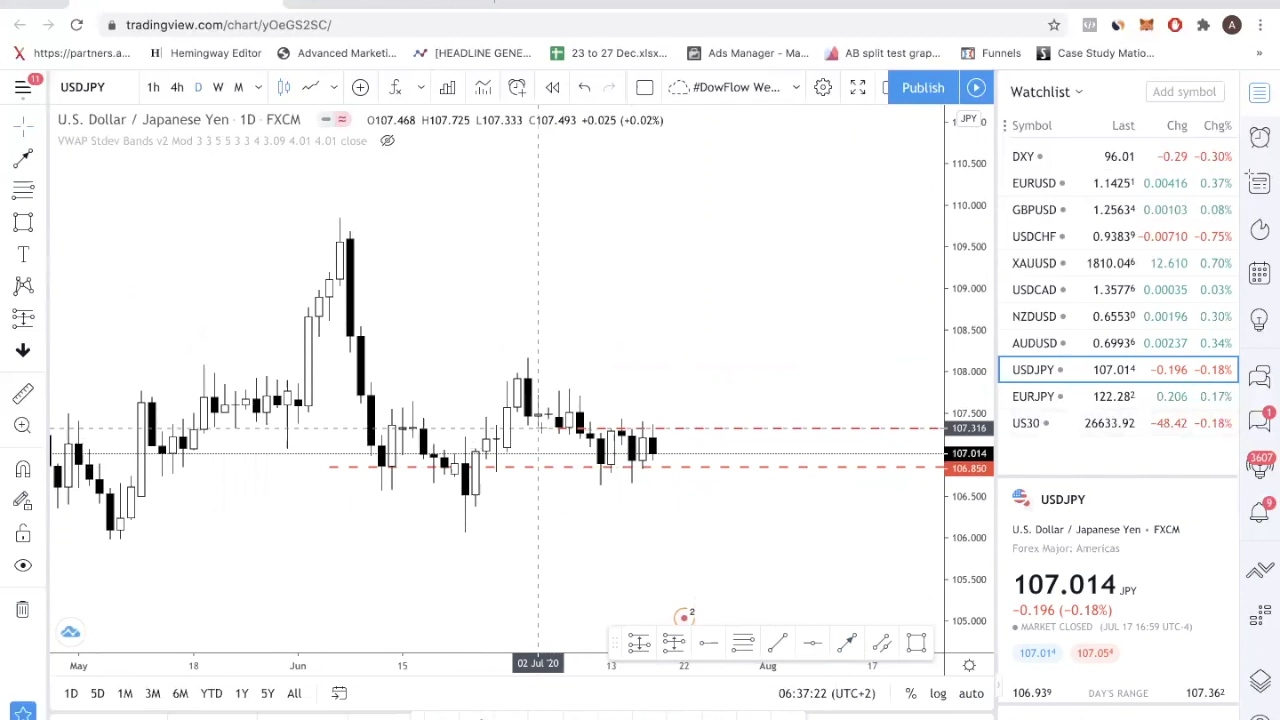 tradingview.com/chart/yOeGS2SC/
A
https://partners.a...
H Hemingway Editor
Advanced Marketi...
[HEADLINE GENE...
23 to 27 Dec.xlsx...
Ads Manager - Ma...
AB split test grap...
Funnels
Case Study Matio...
»
11
USDJPY
1h 4h D W M
#DowFlow We...
Publish
Watchlist
Add symbol
U.S. Dollar / Japanese Yen · 1D · FXCM
O107.468 H107.725 L107.333 C107.493 +0.025 (+0.02%)
VWAP Stdev Bands v2 Mod 3 3 5 5 3 3 4 3.09 4.01 4.01 close
JPY
110.500
110.000
109.500
109.000
108.500
108.000
107.500
107.316
107.014
106.850
106.500
106.000
105.500
105.000
Symbol Last Chg Chg%
DXY 96.01 −0.29 −0.30%
EURUSD 1.1425¹ 0.00416 0.37%
GBPUSD 1.2563⁴ 0.00103 0.08%
USDCHF 0.9383⁹ −0.00710 −0.75%
XAUUSD 1810.04⁶ 12.610 0.70%
USDCAD 1.3577⁶ 0.00035 0.03%
NZDUSD 0.6553⁰ 0.00196 0.30%
AUDUSD 0.6993⁶ 0.00237 0.34%
USDJPY 107.01⁴ −0.196 −0.18%
EURJPY 122.28² 0.206 0.17%
US30 26633.92 −48.42 −0.18%
USDJPY
U.S. Dollar / Japanese Yen • FXCM
Forex Major: Americas
107.014 JPY
−0.196 (−0.18%)
MARKET CLOSED (JUL 17 16:59 UTC-4)
107.01⁴ 107.05⁴
106.93⁹ DAY'S RANGE 107.36²
1
3607
9
2
May 18 Jun 15 02 Jul '20 13 22 Aug 17
1D 5D 1M 3M 6M YTD 1Y 5Y All
06:37:22 (UTC+2) % log auto